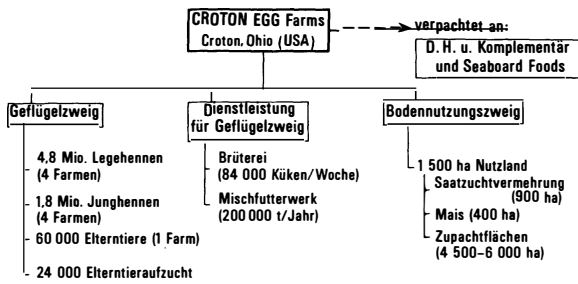 CROTON EGG Farms
Croton, Ohio (USA)
verpachtet an:
D. H. u. Komplementär
und Seaboard Foods
Geflügelzweig
4,8 Mio. Legehennen
(4 Farmen)
1,8 Mio. Junghennen
(4 Farmen)
60 000 Elterntiere (1 Farm)
24 000 Elterntieraufzucht
Dienstleistung
für Geflügelzweig
Brüterei
(84 000 Küken/Woche)
Mischfutterwerk
(200 000 t/Jahr)
Bodennutzungszweig
1 500 ha Nutzland
Saatzuchtvermehrung
(900 ha)
Mais (400 ha)
Zupachtflächen
(4 500–6 000 ha)